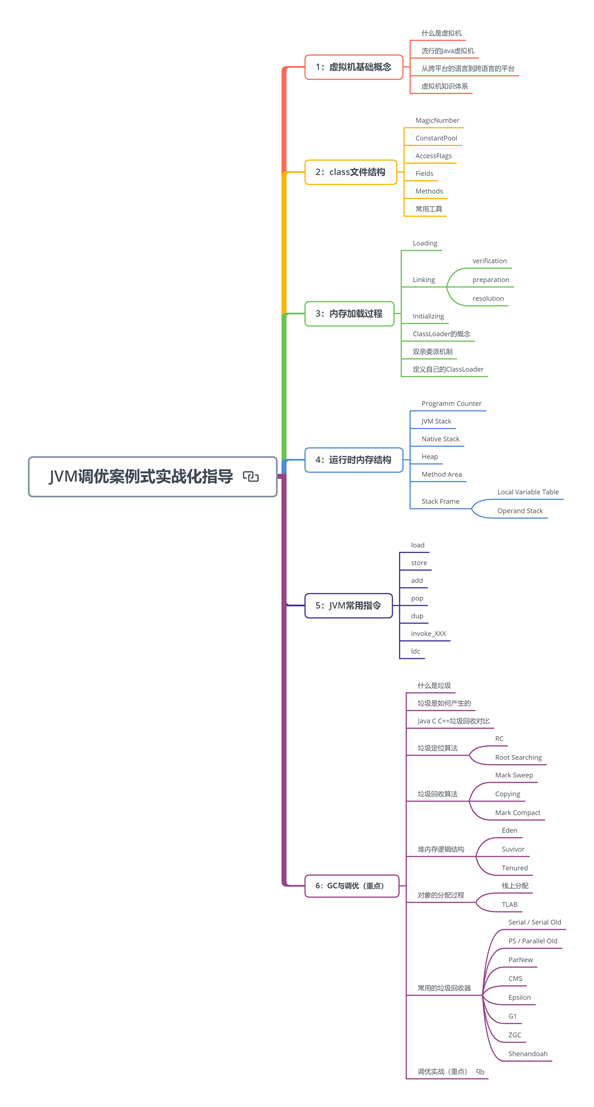 JVM调优案例式实战化指导
1：虚拟机基础概念
什么是虚拟机
流行的Java虚拟机
从跨平台的语言到跨语言的平台
虚拟机知识体系
2：class文件结构
MagicNumber
ConstantPool
AccessFlags
Fields
Methods
常用工具
3：内存加载过程
Loading
Linking
verification
preparation
resolution
Initializing
ClassLoader的概念
双亲委派机制
定义自己的ClassLoader
4：运行时内存结构
Programm Counter
JVM Stack
Native Stack
Heap
Method Area
Stack Frame
Local Variable Table
Operand Stack
5：JVM常用指令
load
store
add
pop
dup
invoke_XXX
ldc
6：GC与调优（重点）
什么是垃圾
垃圾是如何产生的
Java C C++垃圾回收对比
垃圾定位算法
RC
Root Searching
垃圾回收算法
Mark Sweep
Copying
Mark Compact
堆内存逻辑结构
Eden
Suvivor
Tenured
对象的分配过程
栈上分配
TLAB
常用的垃圾回收器
Serial / Serial Old
PS / Parallel Old
ParNew
CMS
Epsilon
G1
ZGC
Shenandoah
调优实战（重点）